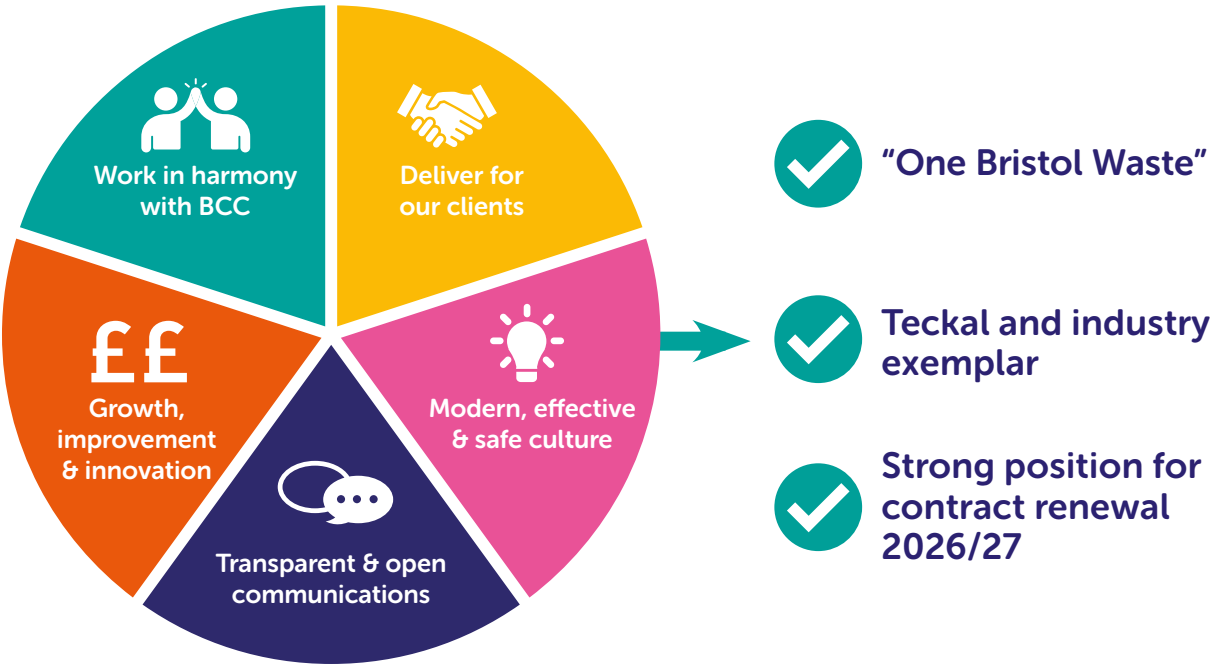 Work in harmony
with BCC
Deliver for
our clients
££
Growth,
improvement
& innovation
Modern, effective
& safe culture
Transparent & open
communications
“One Bristol Waste”
Teckal and industry
exemplar
Strong position for
contract renewal
2026/27